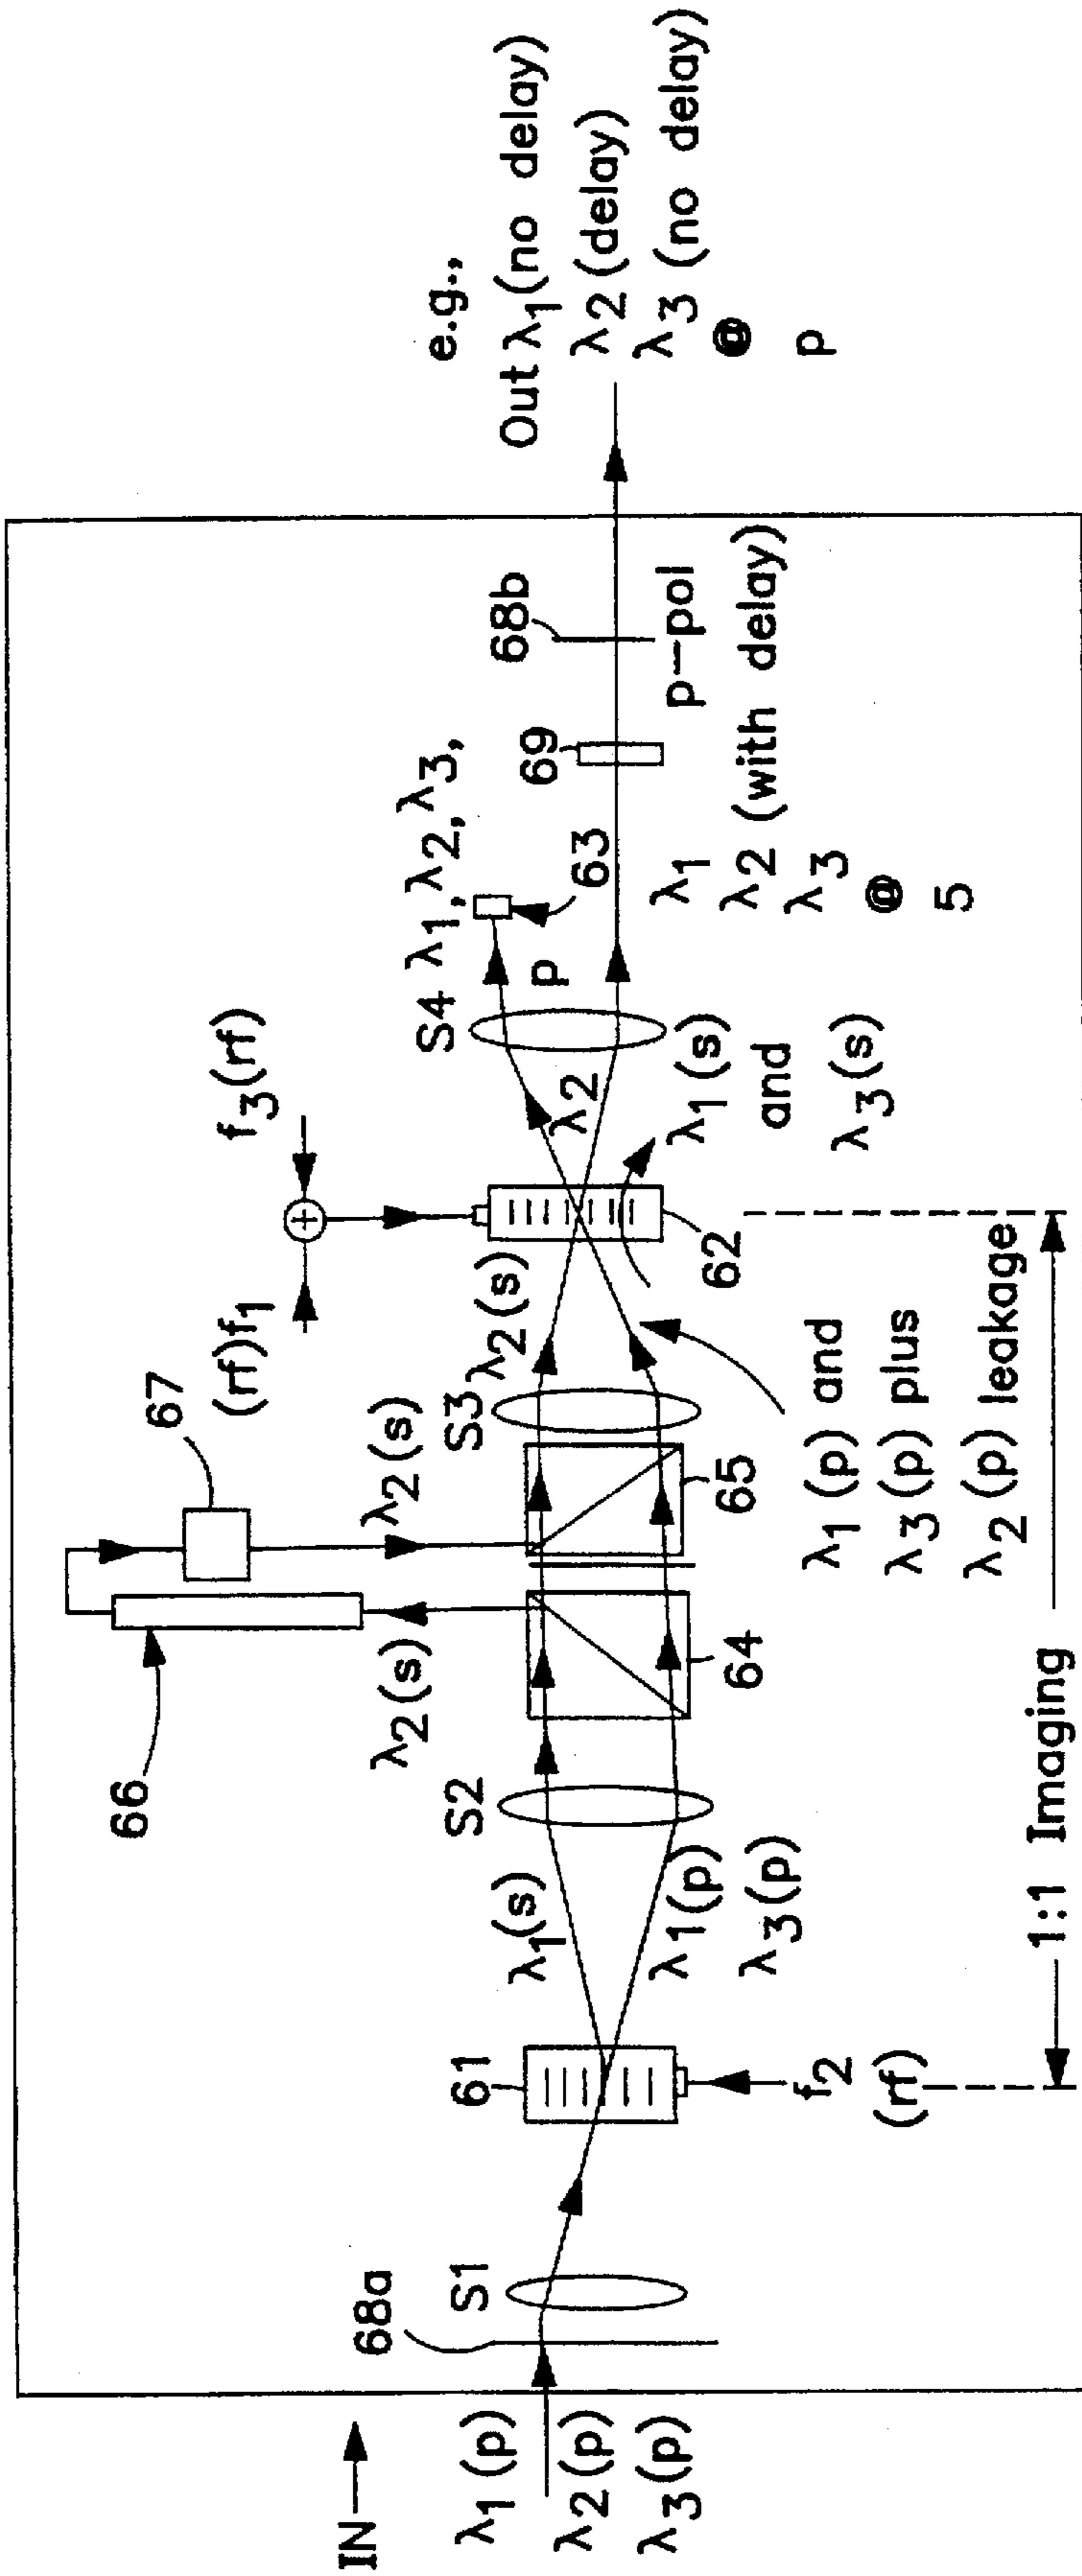 IN
λ1 (p)
λ2 (p)
λ3 (p)
68a
S1
61
f2
(rf)
λ1(s)
λ1(p)
λ3(p)
S2
66
λ2(s)
64
67
λ2(s)
65
S3
λ2(s)
(rf)f1
f3(rf)
62
λ1 (p) and
λ3 (p) plus
λ2 (p) leakage
1:1 Imaging
λ2
λ1(s)
and
λ3(s)
S4
λ1, λ2, λ3,
p
63
λ1
λ2 (with delay)
λ3
@
5
69
68b
p-pol
e.g.,
Out λ1 (no delay)
λ2 (delay)
λ3 (no delay)
@
p